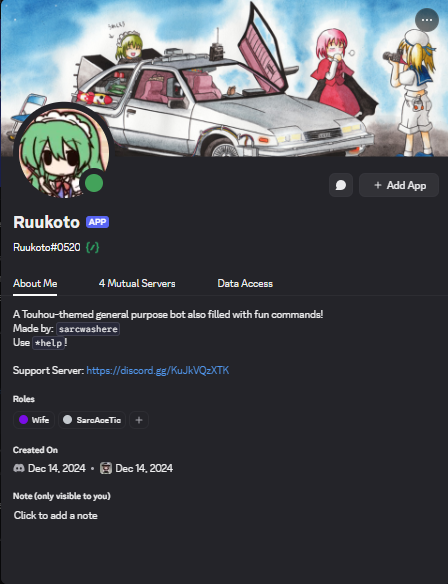 + Add App
Ruukoto APP
Ruukoto#0520 {/}
About Me 4 Mutual Servers Data Access
A Touhou-themed general purpose bot also filled with fun commands!
Made by: sarcwashere
Use *help!
Support Server: https://discord.gg/KuJkVQzXTK
Roles
Wife SarcAceTic +
Created On
Dec 14, 2024 • Dec 14, 2024
Note (only visible to you)
Click to add a note